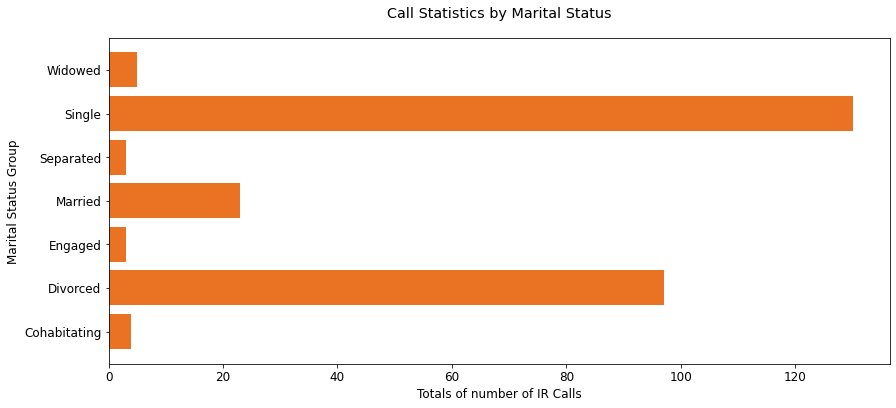 Call Statistics by Marital Status
Marital Status Group
Widowed
Single
Separated
Married
Engaged
Divorced
Cohabitating
0 20 40 60 80 100 120
Totals of number of IR Calls